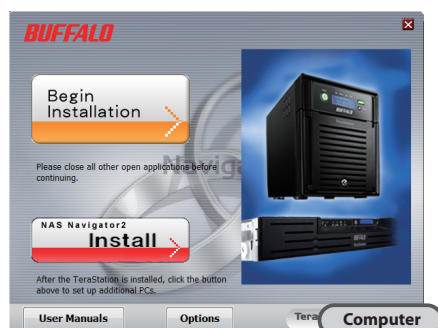 BUFFALO
Begin
Installation
Please close all other open applications before
continuing.
NAS Navigator2
Install
After the TeraStation is installed, click the button
above to set up additional PCs.
User Manuals
Options
Computer